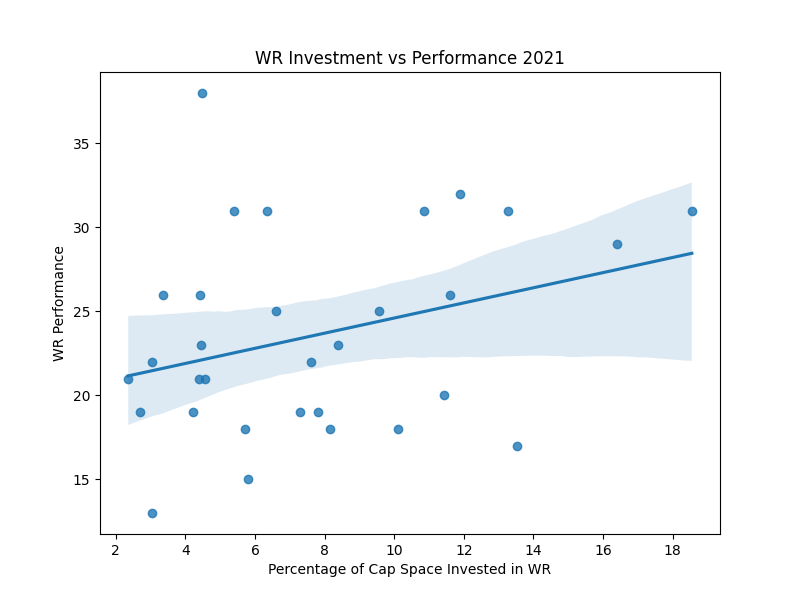 WR Investment vs Performance 2021
35
30
25
20
15
WR Performance
2 4 6 8 10 12 14 16 18
Percentage of Cap Space Invested in WR